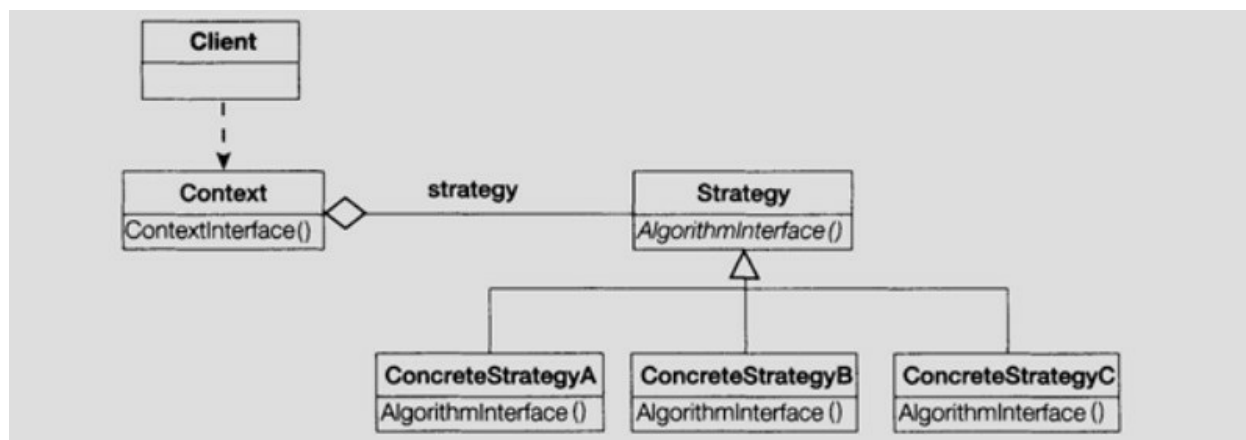 Client
Context
strategy
Strategy
ContextInterface()
AlgorithmInterface()
ConcreteStrategyA
ConcreteStrategyB
ConcreteStrategyC
AlgorithmInterface ()
AlgorithmInterface ()
AlgorithmInterface ()